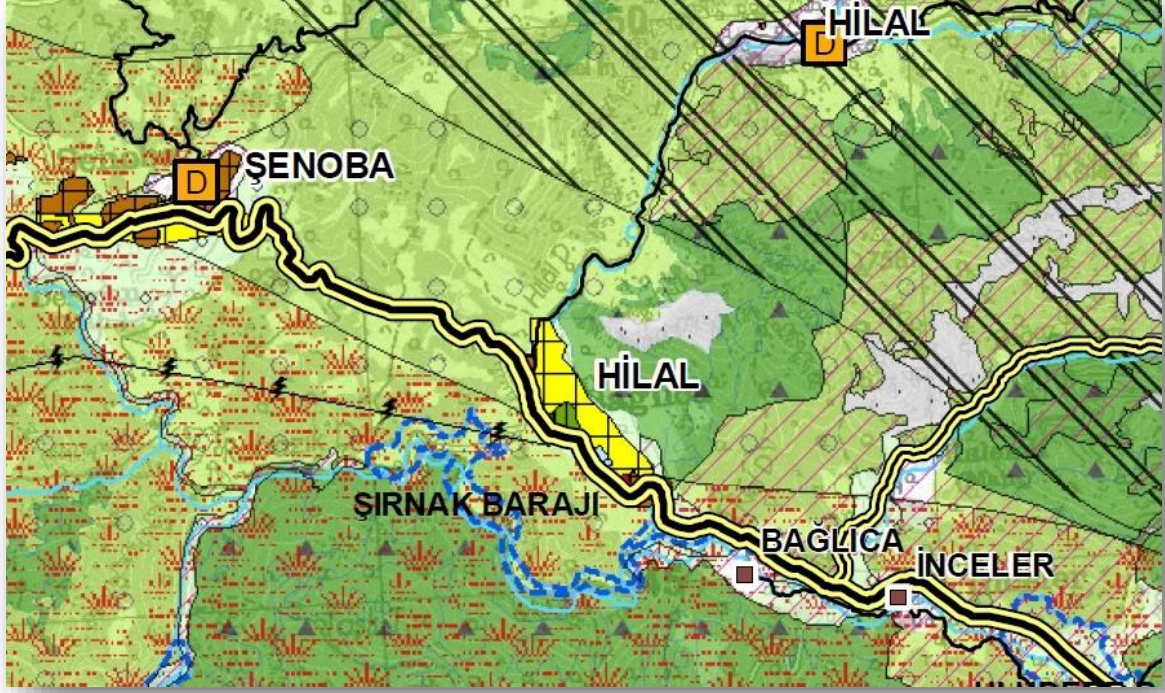 HİLAL
D
ŞENOBA
D
HİLAL
ŞIRNAK BARAJI
BAĞLICA
İNCELER